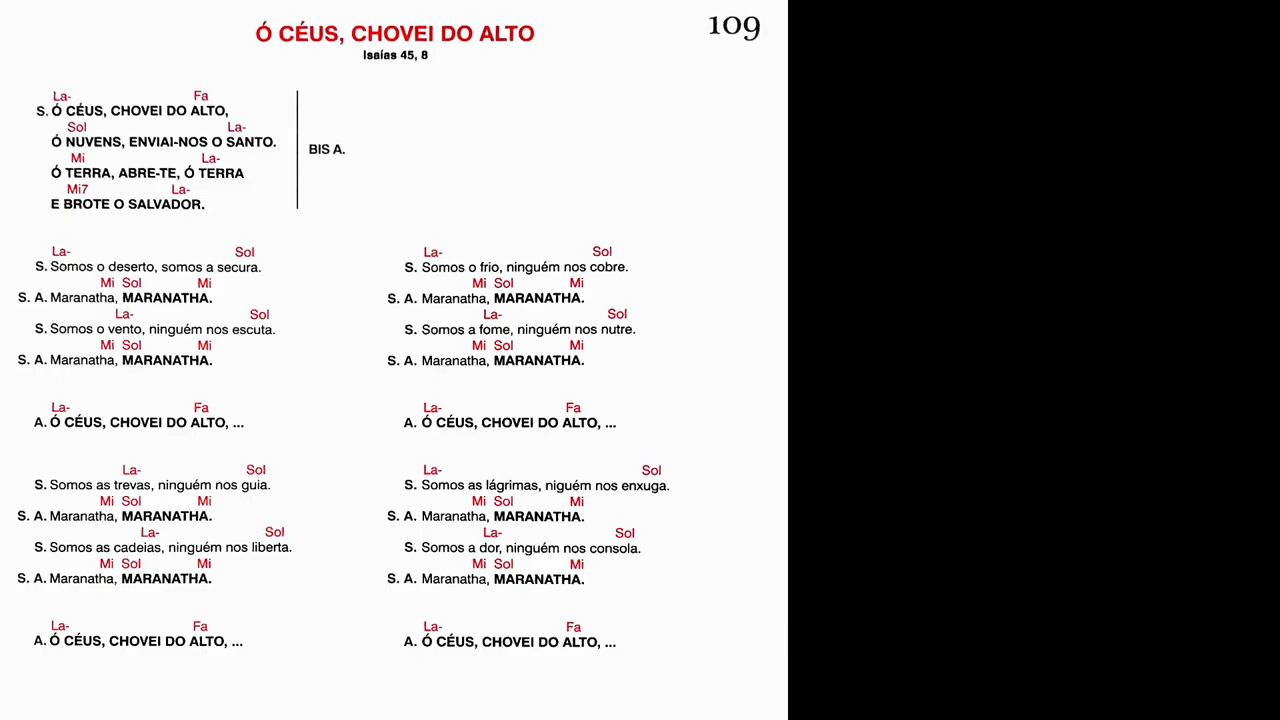 109
Ó CÉUS, CHOVEI DO ALTO
Isaías 45, 8
La- Fa
S. Ó CÉUS, CHOVEI DO ALTO,
Sol La-
Ó NUVENS, ENVIAI-NOS O SANTO.
Mi La-
Ó TERRA, ABRE-TE, Ó TERRA
Mi7 La-
E BROTE O SALVADOR.
BIS A.
La- Sol
S. Somos o deserto, somos a secura.
Mi Sol Mi
S. A. Maranatha, MARANATHA.
La- Sol
S. Somos o vento, ninguém nos escuta.
Mi Sol Mi
S. A. Maranatha, MARANATHA.
La- Fa
A. Ó CÉUS, CHOVEI DO ALTO, ...
La- Sol
S. Somos as trevas, ninguém nos guia.
Mi Sol Mi
S. A. Maranatha, MARANATHA.
La- Sol
S. Somos as cadeias, ninguém nos liberta.
Mi Sol Mi
S. A. Maranatha, MARANATHA.
La- Fa
A. Ó CÉUS, CHOVEI DO ALTO, ...
La- Sol
S. Somos o frio, ninguém nos cobre.
Mi Sol Mi
S. A. Maranatha, MARANATHA.
La- Sol
S. Somos a fome, ninguém nos nutre.
Mi Sol Mi
S. A. Maranatha, MARANATHA.
La- Fa
A. Ó CÉUS, CHOVEI DO ALTO, ...
La- Sol
S. Somos as lágrimas, niguém nos enxuga.
Mi Sol Mi
S. A. Maranatha, MARANATHA.
La- Sol
S. Somos a dor, ninguém nos consola.
Mi Sol Mi
S. A. Maranatha, MARANATHA.
La- Fa
A. Ó CÉUS, CHOVEI DO ALTO, ...